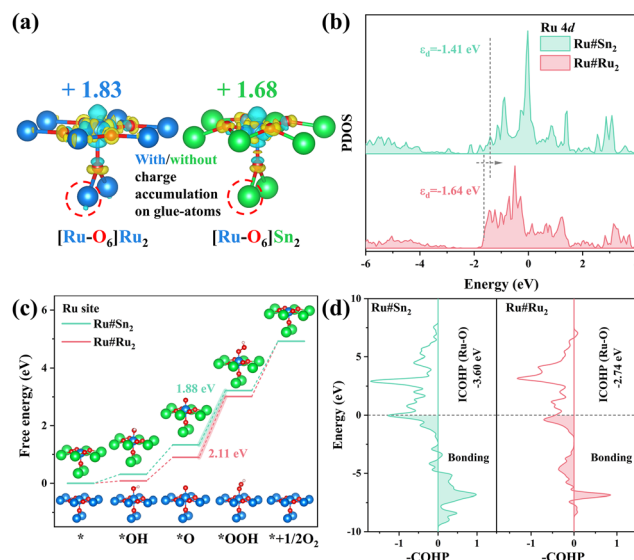 (a)
+ 1.83
+ 1.68
With/without
charge
accumulation
on glue-atoms
[Ru-O6]Ru2
[Ru-O6]Sn2
(b)
Ru 4d
Ru#Sn2
Ru#Ru2
εd=-1.41 eV
εd=-1.64 eV
PDOS
-6
-4
-2
0
2
Energy (eV)
(c)
Ru site
Ru#Sn2
Ru#Ru2
Free energy (eV)
6
4
2
0
1.88 eV
2.11 eV
*
*OH
*O
*OOH
*+1/2O2
(d)
Ru#Sn2
Ru#Ru2
ICOHP (Ru-O)
-3.60 eV
ICOHP (Ru-O)
-2.74 eV
Bonding
Bonding
Energy (eV)
10
5
0
-5
-10
-1
0
1
-1
0
1
-COHP
-COHP